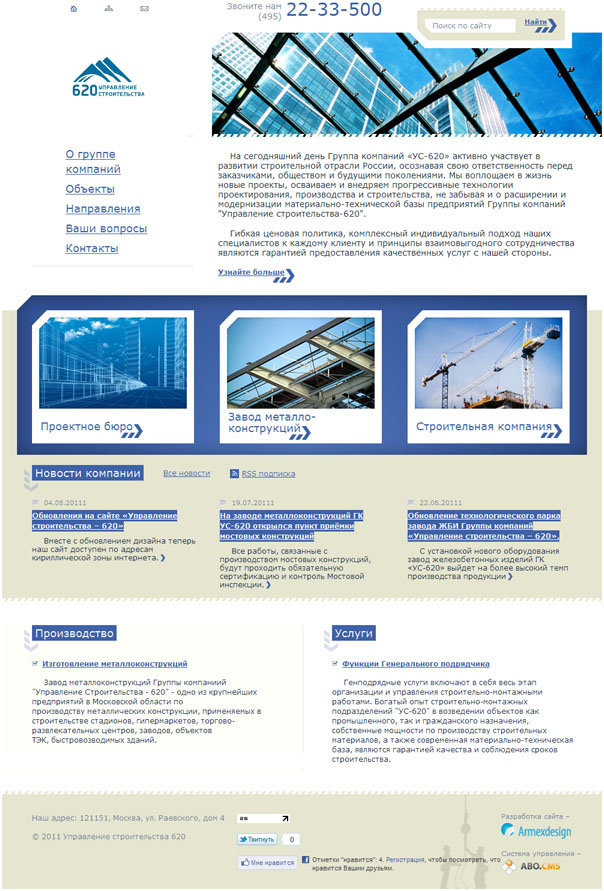 Звоните нам
(495)
22-33-500
Поиск по сайту
Найти
620 УПРАВЛЕНИЕ
СТРОИТЕЛЬСТВА
О группе
компаний
Объекты
Направления
Ваши вопросы
Контакты
На сегодняшний день Группа компаний «УС-620» активно участвует в
развитии строительной отрасли России, осознавая свою ответственность перед
заказчиками, обществом и будущими поколениями. Мы воплощаем в жизнь
новые проекты, осваиваем и внедряем прогрессивные технологии
проектирования, производства и строительства, не забывая и о расширении и
модернизации материально-технической базы предприятий Группы компаний
"Управление строительства-620".
Гибкая ценовая политика, комплексный индивидуальный подход наших
специалистов к каждому клиенту и принципы взаимовыгодного сотрудничества
являются гарантией предоставления качественных услуг с нашей стороны.
Узнайте больше
Проектное бюро
Завод металло-
конструкций
Строительная компания
Новости компании
Все новости
RSS подписка
04.08.20111
Обновления на сайте «Управление
строительства – 620»
Вместе с обновлением дизайна теперь
наш сайт доступен по адресам
кириллической зоны интернета.
19.07.20111
На заводе металлоконструкций ГК
УС-620 открылся пункт приёмки
мостовых конструкций
Все работы, связанные с
производством мостовых конструкций,
будут проходить обязательную
сертификацию и контроль Мостовой
инспекции.
22.06.20111
Обновление технологического парка
завода ЖБИ Группы компаний
«Управление строительства – 620».
С установкой нового оборудования
завод железобетонных изделий ГК
«УС-620» выйдет на более высокий темп
производства продукции
Производство
Изготовление металлоконструкций
Завод металлоконструкций Группы компаниий
"Управление Строительства - 620" - одно из крупнейших
предприятий в Московской области по
производству металлических конструкции, применяемых в
строительстве стадионов, гипермаркетов, торгово-
развлекательных центров, заводов, объектов
ТЭК, быстровозводимых зданий.
Услуги
Функции Генерального подрядчика
Генподрядные услуги включают в себя весь этап
организации и управления строительно-монтажными
работами. Богатый опыт строительно-монтажных
подразделений "УС-620" в возведении объектов как
промышленного, так и гражданского назначения,
собственные мощности по производству строительных
материалов, а также современная материально-техническая
база, являются гарантией качества и соблюдения сроков
строительства.
Наш адрес: 121151, Москва, ул. Раевского, дом 4
© 2011 Управление строительства 620
Твитнуть
0
Мне нравится
Отметки "нравится": 4. Регистрация, чтобы посмотреть, что
нравится Вашим друзьям.
Разработка сайта –
Armexdesign
Система управления –
ABO.CMS